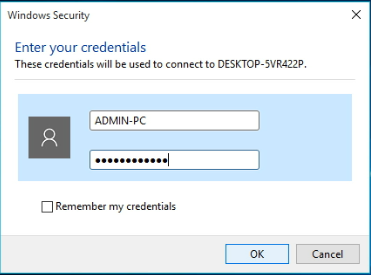 Windows Security
Enter your credentials
These credentials will be used to connect to DESKTOP-5VR422P.
ADMIN-PC
●●●●●●●●●●●●
Remember my credentials
OK Cancel